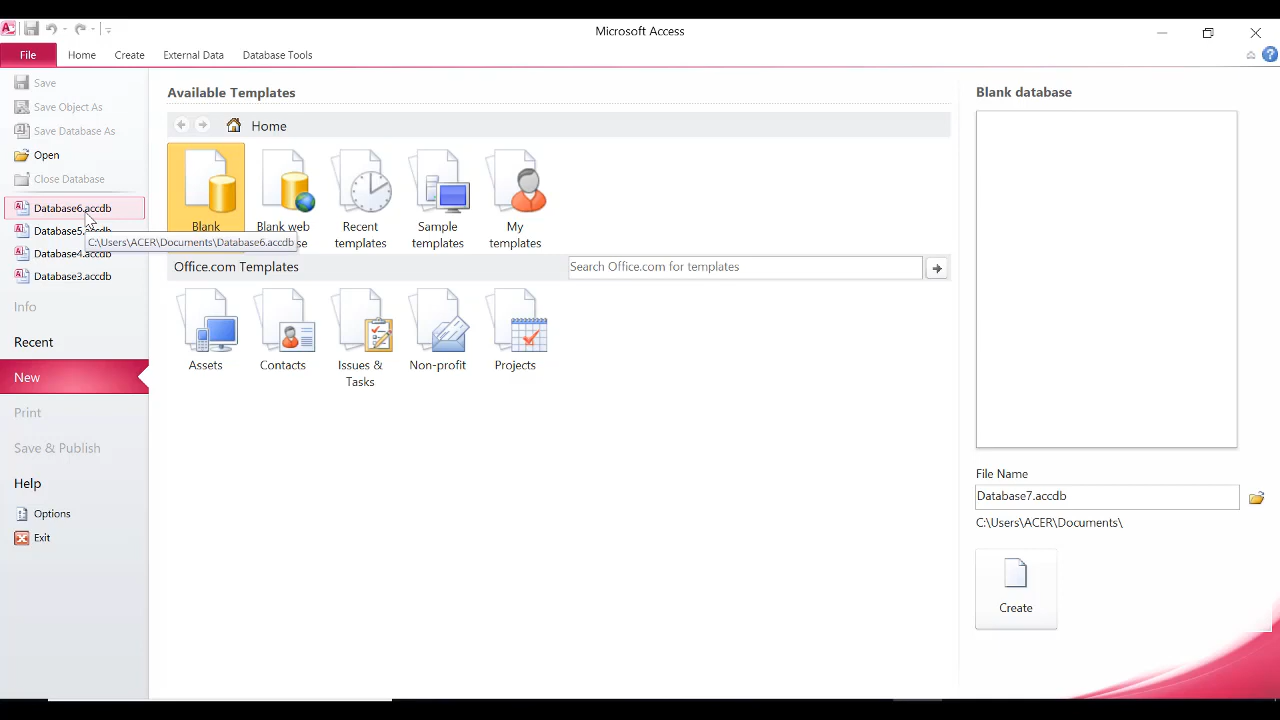 Microsoft Access
File Home Create External Data Database Tools
Save
Save Object As
Save Database As
Open
Close Database
Database6.accdb
Database5.accdb
C:\Users\ACER\Documents\Database6.accdb
Database4.accdb
Database3.accdb
Info
Recent
New
Print
Save & Publish
Help
Options
Exit
Available Templates
Home
Blank
Blank web
Recent
templates
Sample
templates
My
templates
Office.com Templates
Search Office.com for templates
Assets
Contacts
Issues &
Tasks
Non-profit
Projects
Blank database
File Name
Database7.accdb
C:\Users\ACER\Documents\
Create